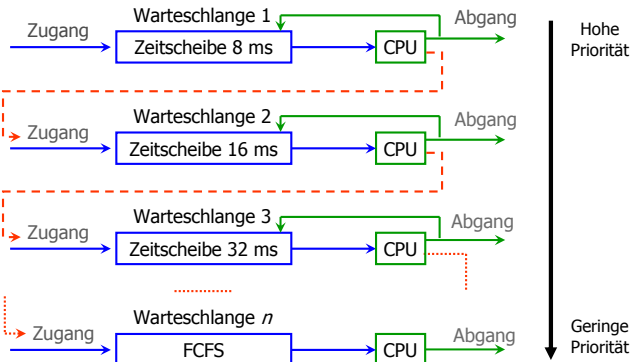 Warteschlange 1
Abgang
Zugang
Hohe
Priorität
Zeitscheibe 8 ms
CPU
Warteschlange 2
Abgang
Zugang
Zeitscheibe 16 ms
CPU
Warteschlange 3
Abgang
Zugang
Zeitscheibe 32 ms
CPU
Warteschlange n
Abgang
Zugang
Geringe
Priorität
FCFS
CPU